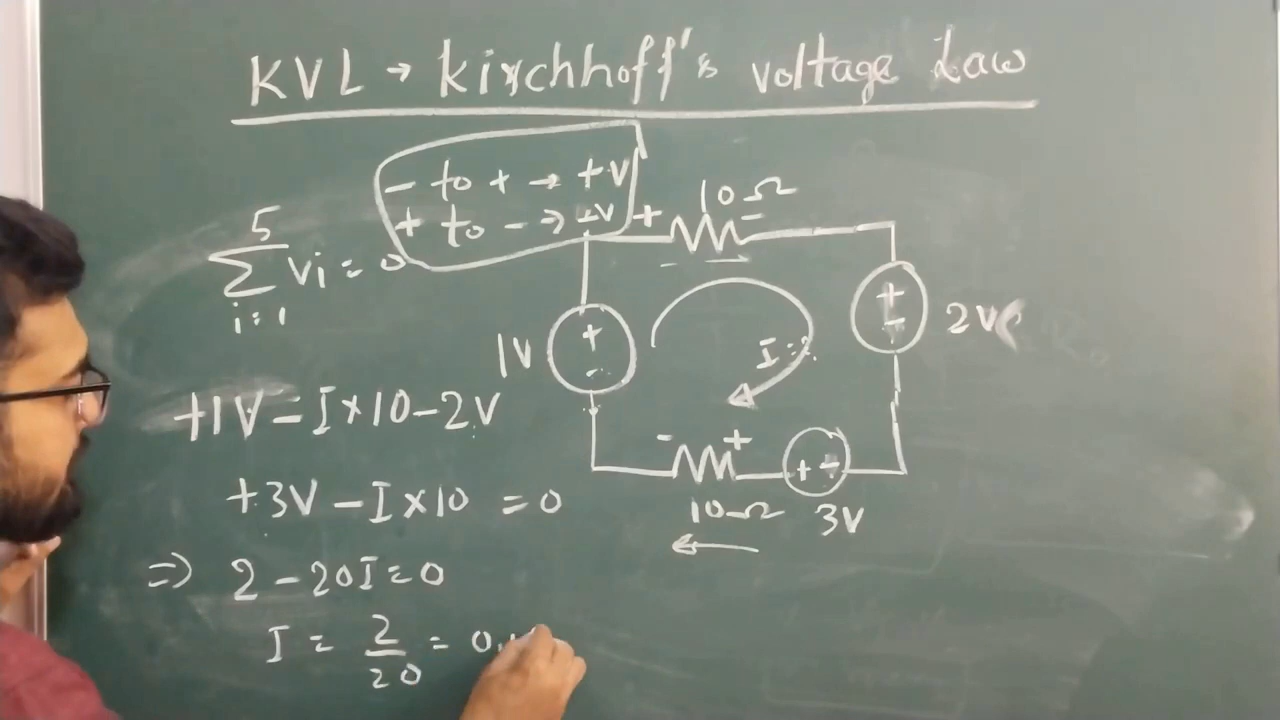 KVL → Kirchhoff's voltage Law
- to + → +V
+ to - → -V
5
∑ Vi = 0
i=1
+ 10Ω -
+
-
1V
+
-
2V
I =
- +
+ -
10Ω 3V
+1V - I×10 - 2V
+3V - I×10 = 0
⇒ 2 - 20I = 0
I = 2/20 = 0.